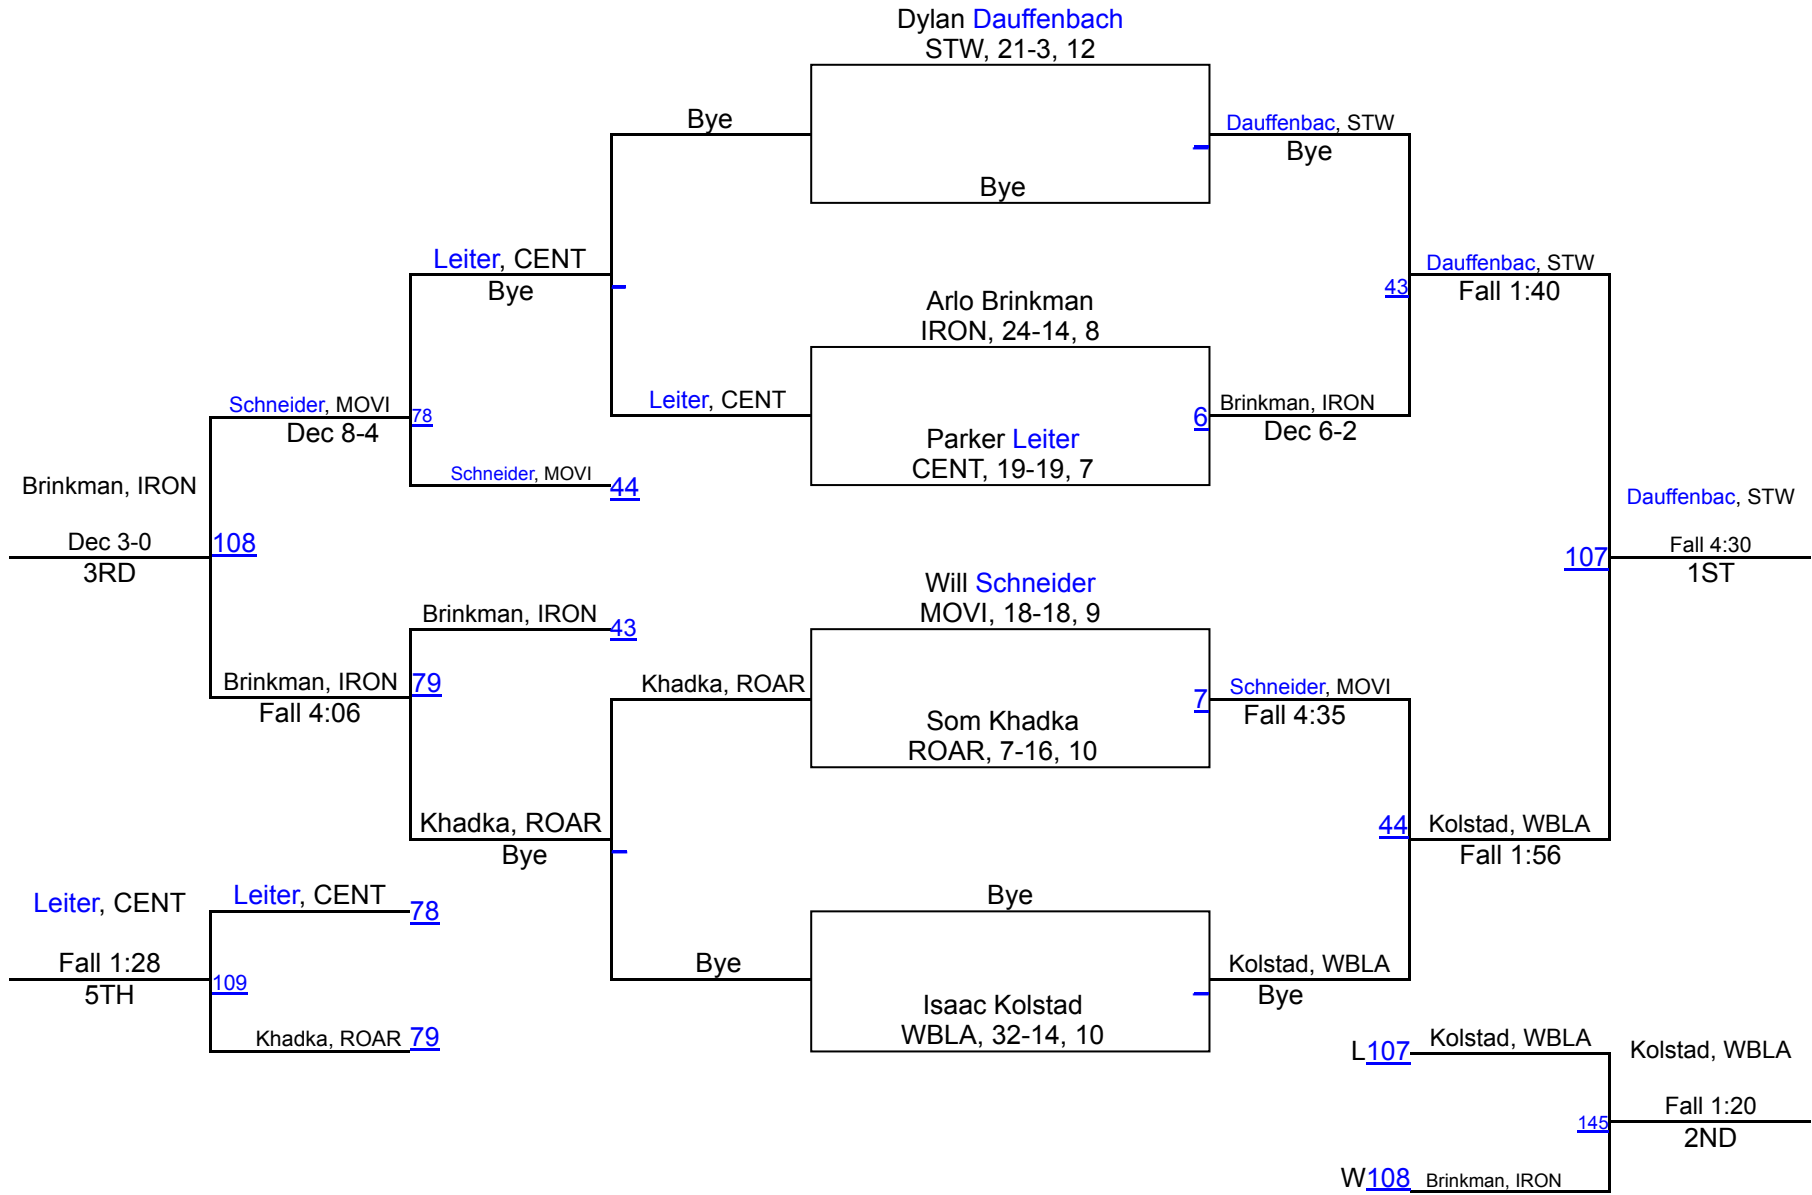 Dylan Dauffenbach
STW, 21-3, 12
Bye
Dauffenbac, STW
Bye
Bye
Leiter, CENT
Bye
Dauffenbac, STW
43
Fall 1:40
Arlo Brinkman
IRON, 24-14, 8
Leiter, CENT
Schneider, MOVI
78
Dec 8-4
6
Brinkman, IRON
Dec 6-2
Parker Leiter
CENT, 19-19, 7
Schneider, MOVI
44
Brinkman, IRON
Dec 3-0
108
3RD
Dauffenbac, STW
107
Fall 4:30
1ST
Will Schneider
MOVI, 18-18, 9
Brinkman, IRON
43
Khadka, ROAR
Brinkman, IRON
79
Fall 4:06
7
Schneider, MOVI
Fall 4:35
Som Khadka
ROAR, 7-16, 10
Khadka, ROAR
Bye
44
Kolstad, WBLA
Fall 1:56
Leiter, CENT
Leiter, CENT
78
Bye
Fall 1:28
109
5TH
Khadka, ROAR
79
Bye
Kolstad, WBLA
Bye
Isaac Kolstad
WBLA, 32-14, 10
L107
Kolstad, WBLA
Kolstad, WBLA
145
Fall 1:20
2ND
W108
Brinkman, IRON